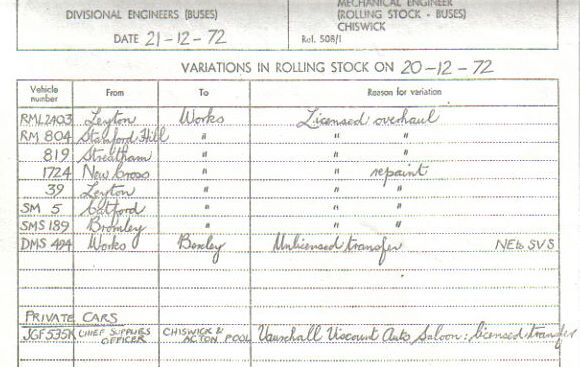 DIVISIONAL ENGINEERS (BUSES)
DATE 21-12-72
MECHANICAL ENGINEER
(ROLLING STOCK - BUSES)
CHISWICK
Ref. 508/1
VARIATIONS IN ROLLING STOCK ON 20-12-72
Vehicle number From To Reason for variation
RML2403 Leyton Works Licensed overhaul
RM 804 Stamford Hill " " "
819 Streatham " " "
1724 New Cross " " repaint
39 Leyton " " "
SM 5 Catford " " "
SMS 189 Bromley " " "
DMS 494 Works Bexley Unlicensed transfer NEW SVS
PRIVATE CARS
JGF535K CHIEF SUPPLIES OFFICER CHISWICK & ACTON POOL Vauxhall Viscount Auto Saloon: licensed transfer